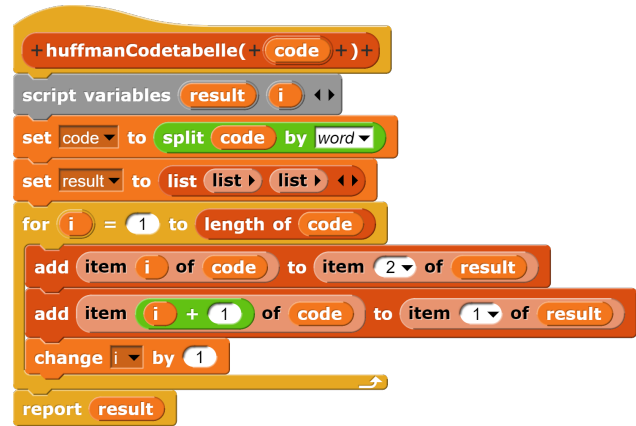 +huffmanCodetabelle(+ code +)+
script variables result i
set code to split code by word
set result to list list list
for i = 1 to length of code
add item i of code to item 2 of result
add item i + 1 of code to item 1 of result
change i by 1
report result